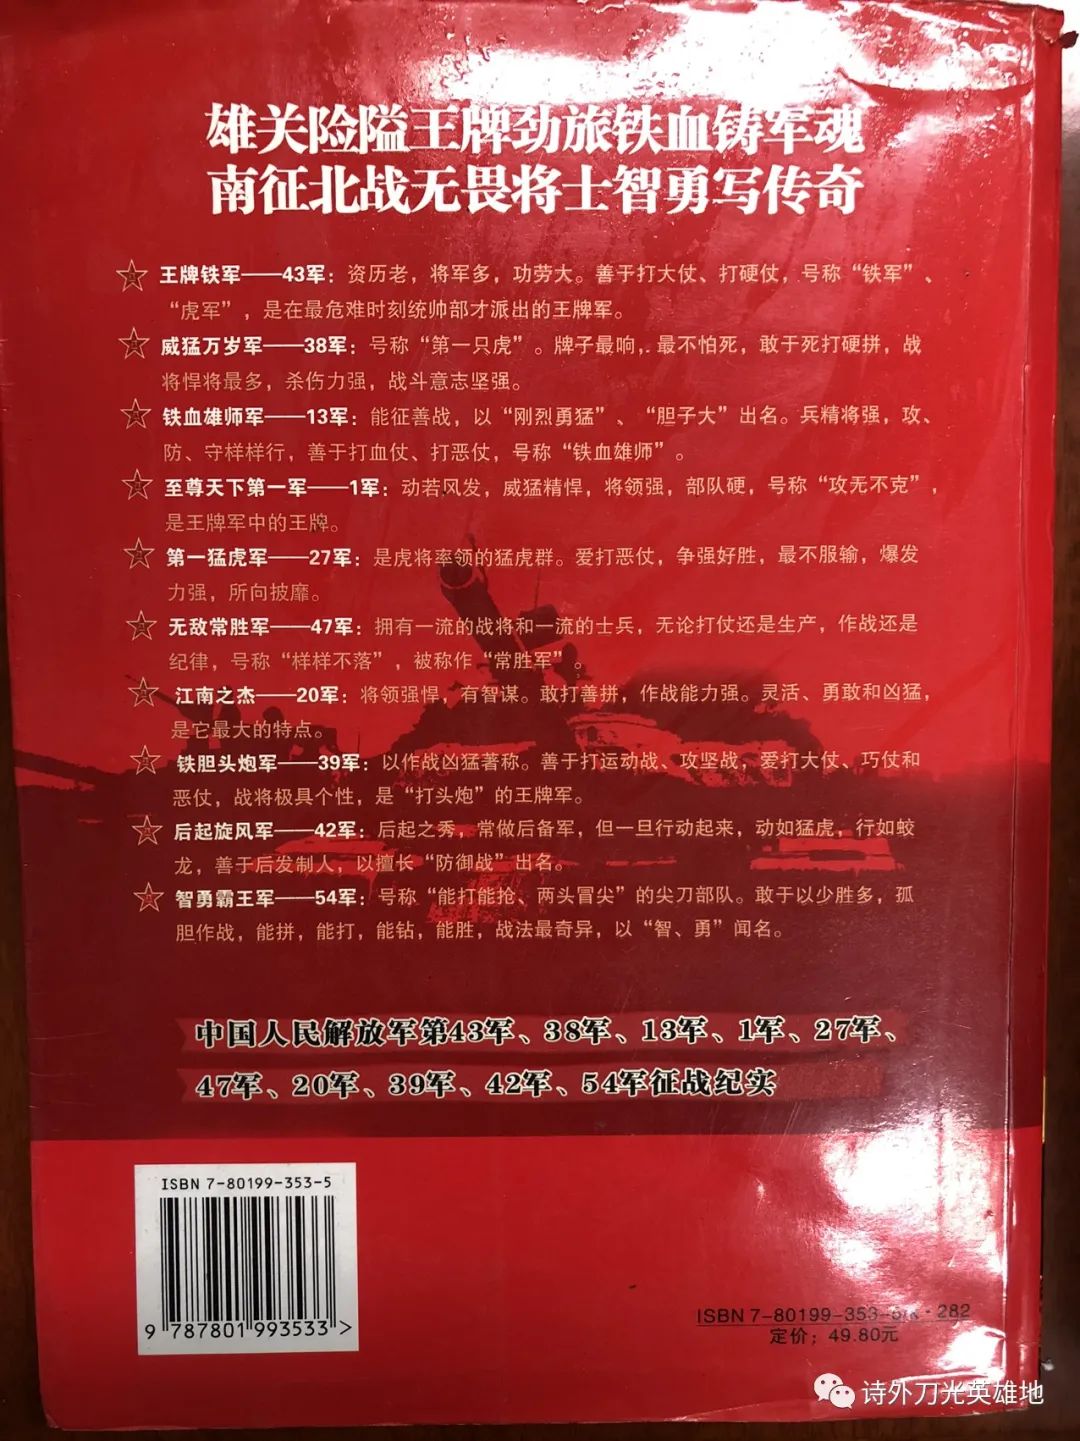 雄关险隘王牌劲旅铁血铸军魂
南征北战无畏将士智勇写传奇
王牌铁军——43军：资历老，将军多，功劳大。善于打大仗、打硬仗，号称“铁军”、
“虎军”，是在最危难时刻统帅部才派出的王牌军。
威猛万岁军——38军：号称“第一只虎”。牌子最响，最不怕死，敢于死打硬拼，战
将悍将最多，杀伤力强，战斗意志坚强。
铁血雄师军——13军：能征善战，以“刚烈勇猛”、“胆子大”出名。兵精将强，攻、
防、守样样行，善于打血仗、打恶仗，号称“铁血雄师”。
至尊天下第一军——1军：动若风发，威猛精悍，将领强，部队硬，号称“攻无不克”，
是王牌军中的王牌。
第一猛虎军——27军：是虎将率领的猛虎群。爱打恶仗，争强好胜，最不服输，爆发
力强，所向披靡。
无敌常胜军——47军：拥有一流的战将和一流的士兵，无论打仗还是生产，作战还是
纪律，号称“样样不落”，被称作“常胜军”。
江南之杰——20军：将领强悍，有智谋。敢打善拼，作战能力强。灵活、勇敢和凶猛，
是它最大的特点。
铁胆头炮军——39军：以作战凶猛著称。善于打运动战、攻坚战，爱打大仗、巧仗和
恶仗，战将极具个性，是“打头炮”的王牌军。
后起旋风军——42军：后起之秀，常做后备军，但一旦行动起来，动如猛虎，行如蛟
龙，善于后发制人，以擅长“防御战”出名。
智勇霸王军——54军：号称“能打能抢、两头冒尖”的尖刀部队。敢于以少胜多，孤
胆作战，能拼，能打，能钻，能胜，战法最奇异，以“智、勇”闻名。
中国人民解放军第43军、38军、13军、1军、27军、
47军、20军、39军、42军、54军征战纪实
ISBN 7-80199-353-5
9 787801 993533 >
ISBN 7-80199-353-5/K·282
定价：49.80元
诗外刀光英雄地